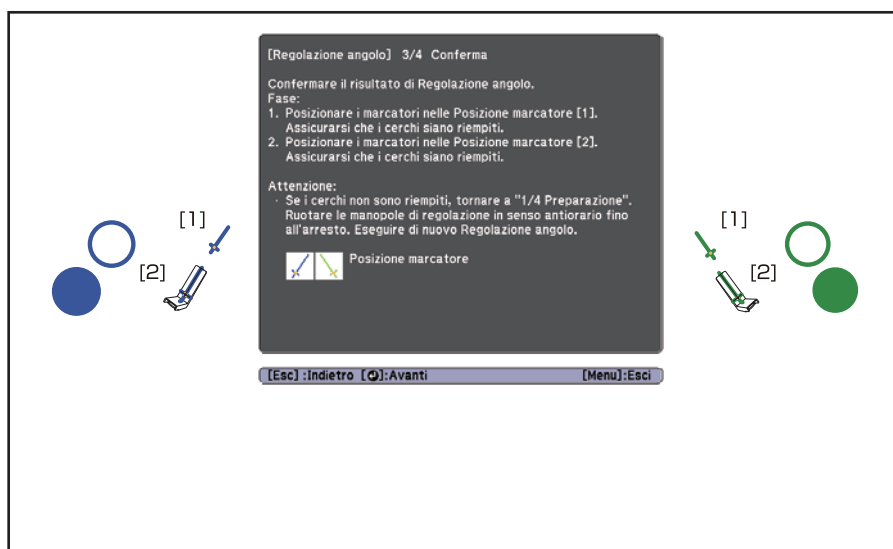 [Regolazione angolo] 3/4 Conferma
Confermare il risultato di Regolazione angolo.
Fase:
1. Posizionare i marcatori nelle Posizione marcatore [1].
Assicurarsi che i cerchi siano riempiti.
2. Posizionare i marcatori nelle Posizione marcatore [2].
Assicurarsi che i cerchi siano riempiti.
Attenzione:
· Se i cerchi non sono riempiti, tornare a "1/4 Preparazione".
Ruotare le manopole di regolazione in senso antiorario fino
all'arresto. Eseguire di nuovo Regolazione angolo.
Posizione marcatore
[1]
[2]
[1]
[2]
[Esc] :Indietro [↵]:Avanti [Menu]:Esci